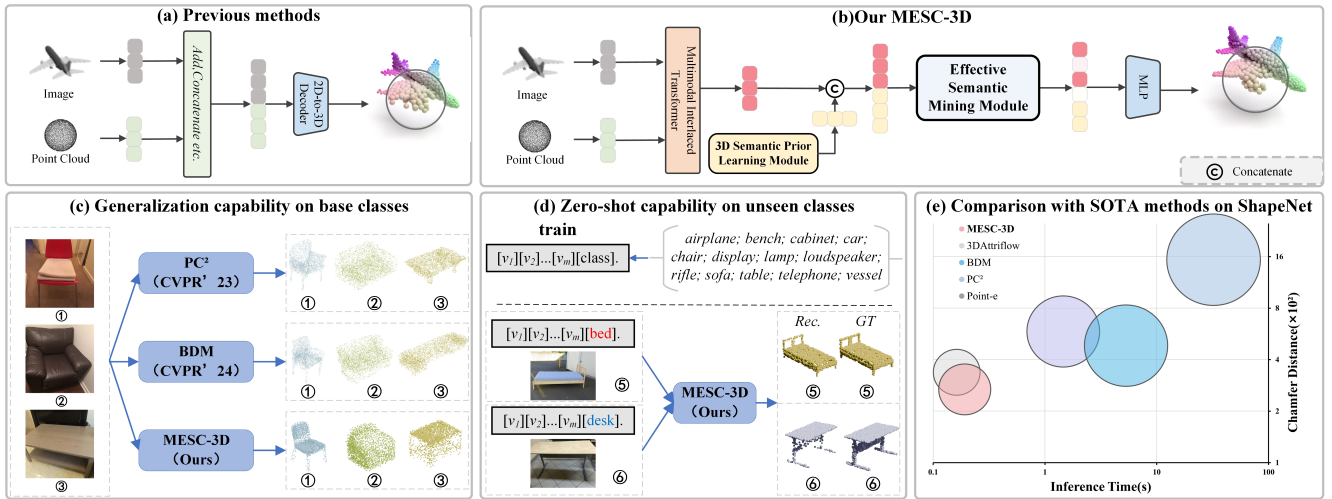 (a) Previous methods
Image
Point Cloud
Add.Concatenate etc.
2D-to-3D
Decoder
(b)Our MESC-3D
Image
Point Cloud
Multimodal Interlaced
Transformer
3D Semantic Prior
Learning Module
C
Effective
Semantic
Mining Module
MLP
C Concatenate
(c) Generalization capability on base classes
①
②
③
PC²
(CVPR’ 23)
① ② ③
BDM
(CVPR’ 24)
① ② ③
MESC-3D
(Ours)
① ② ③
(d) Zero-shot capability on unseen classes
train
[v1][v2]...[vm][class].
airplane; bench; cabinet; car;
chair; display; lamp; loudspeaker;
rifle; sofa; table; telephone; vessel
[v1][v2]...[vm][bed].
⑤
[v1][v2]...[vm][desk].
⑥
MESC-3D
(Ours)
Rec. GT
⑤ ⑤
⑥ ⑥
(e) Comparison with SOTA methods on ShapeNet
MESC-3D
3DAttriflow
BDM
PC²
Point-e
16
8
4
2
1
Chamfer Distance(×10²)
0.1 1 10 100
Inference Time(s)